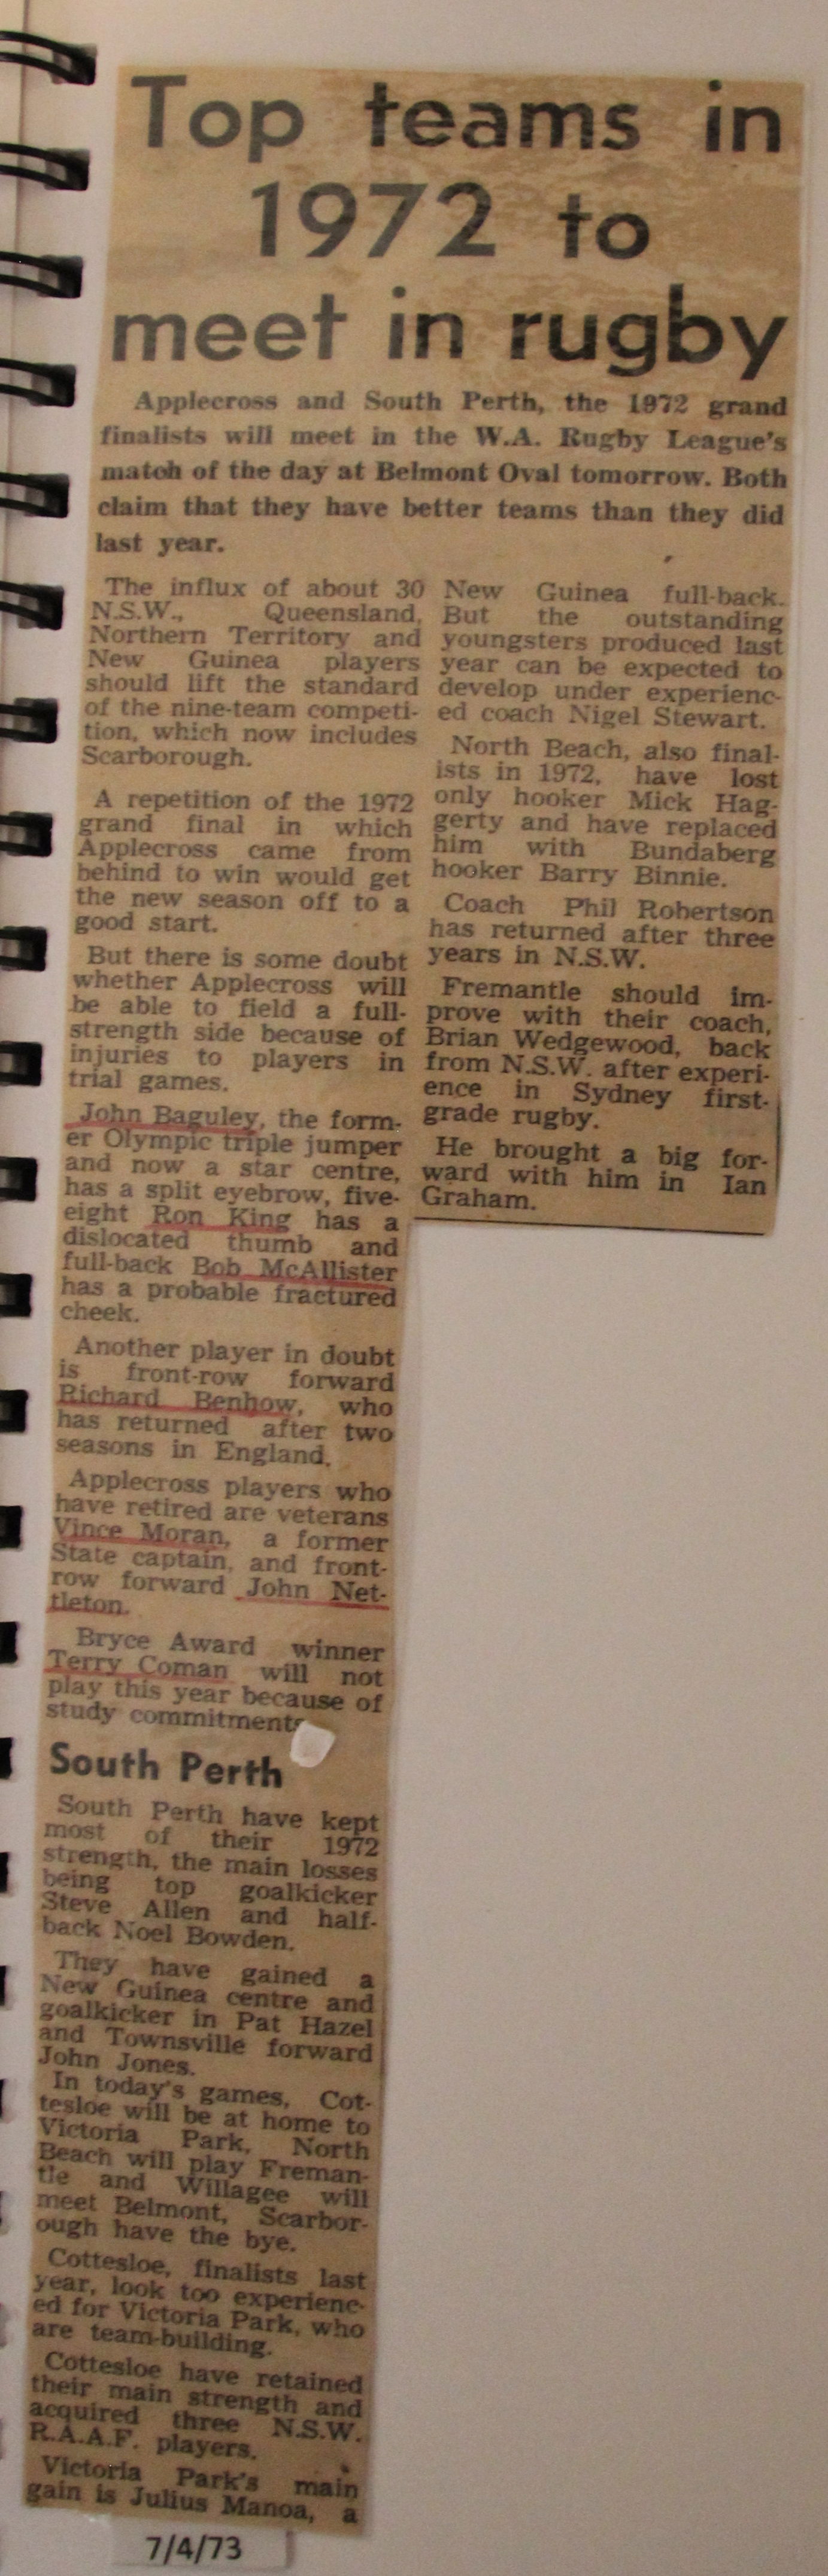 Top teams in
1972 to
meet in rugby
Applecross and South Perth, the 1972 grand
finalists will meet in the W.A. Rugby League's
match of the day at Belmont Oval tomorrow. Both
claim that they have better teams than they did
last year.
The influx of about 30
N.S.W., Queensland,
Northern Territory and
New Guinea players
should lift the standard
of the nine-team competi-
tion, which now includes
Scarborough.
A repetition of the 1972
grand final in which
Applecross came from
behind to win would get
the new season off to a
good start.
But there is some doubt
whether Applecross will
be able to field a full-
strength side because of
injuries to players in
trial games.
John Baguley, the form-
er Olympic triple jumper
and now a star centre,
has a split eyebrow, five-
eight Ron King has a
dislocated thumb and
full-back Bob McAllister
has a probable fractured
cheek.
Another player in doubt
is front-row forward
Richard Benhow, who
has returned after two
seasons in England.
Applecross players who
have retired are veterans
Vince Moran, a former
State captain, and front-
row forward John Net-
tleton.
Bryce Award winner
Terry Coman will not
play this year because of
study commitments
South Perth
South Perth have kept
most of their 1972
strength, the main losses
being top goalkicker
Steve Allen and half-
back Noel Bowden.
They have gained a
New Guinea centre and
goalkicker in Pat Hazel
and Townsville forward
John Jones.
In today's games, Cot-
tesloe will be at home to
Victoria Park, North
Beach will play Freman-
tle and Willagee will
meet Belmont, Scarbor-
ough have the bye.
Cottesloe, finalists last
year, look too experienc-
ed for Victoria Park, who
are team-building.
Cottesloe have retained
their main strength and
acquired three N.S.W.
R.A.A.F. players.
Victoria Park's main
gain is Julius Manoa, a
New Guinea full-back.
But the outstanding
youngsters produced last
year can be expected to
develop under experienc-
ed coach Nigel Stewart.
North Beach, also final-
ists in 1972, have lost
only hooker Mick Hag-
gerty and have replaced
him with Bundaberg
hooker Barry Binnie.
Coach Phil Robertson
has returned after three
years in N.S.W.
Fremantle should im-
prove with their coach,
Brian Wedgewood, back
from N.S.W. after experi-
ence in Sydney first-
grade rugby.
He brought a big for-
ward with him in Ian
Graham.
7/4/73